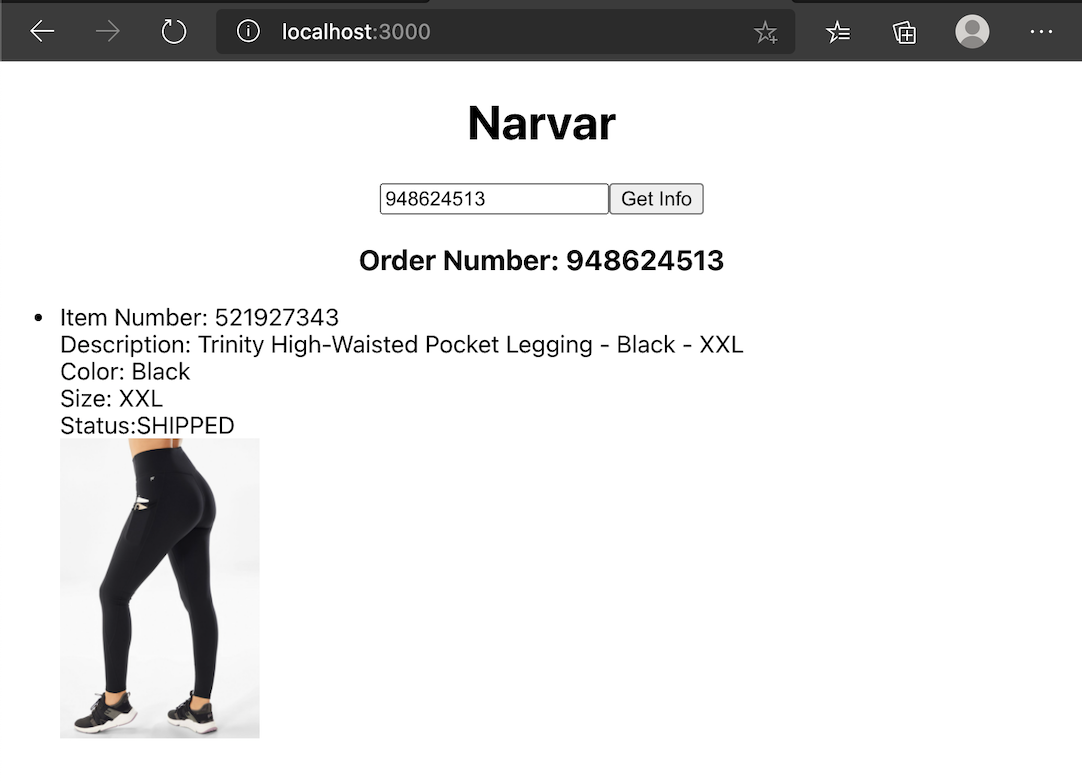 localhost:3000
Narvar
948624513 Get Info
Order Number: 948624513
Item Number: 521927343
Description: Trinity High-Waisted Pocket Legging - Black - XXL
Color: Black
Size: XXL
Status:SHIPPED